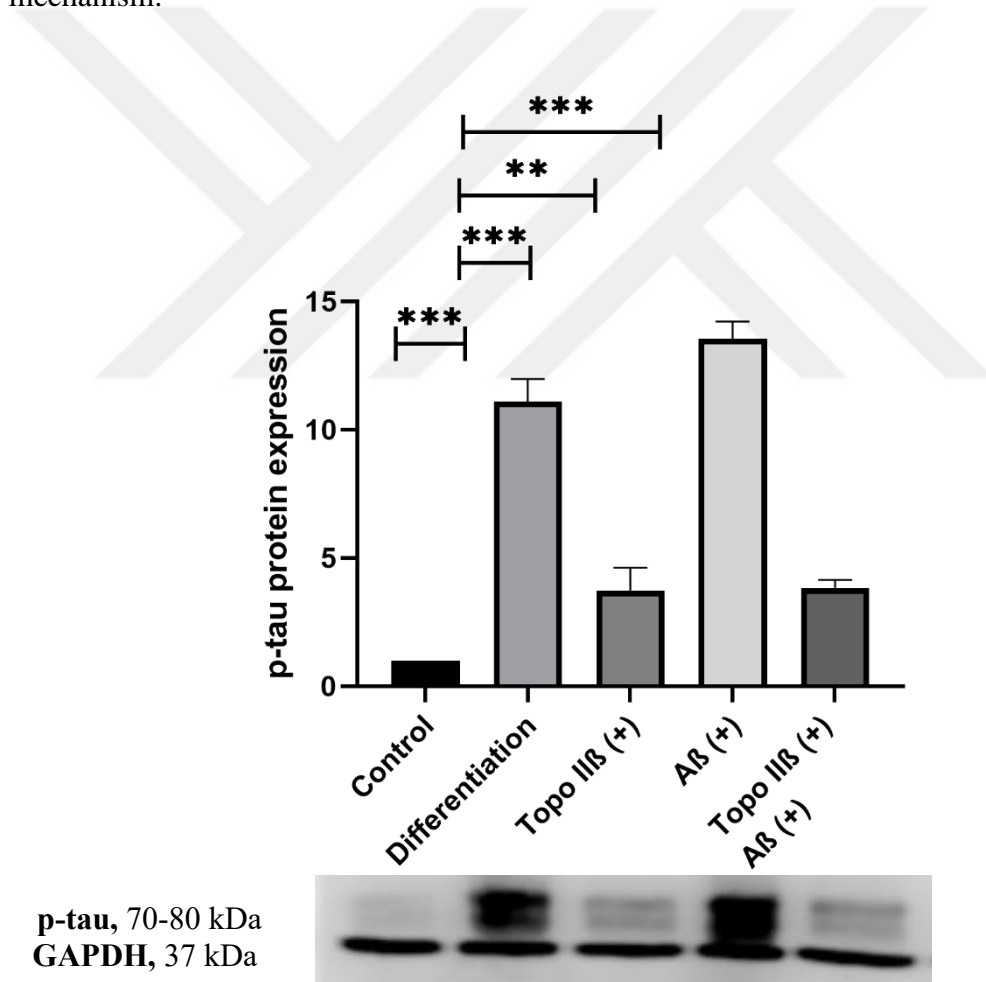 mechanism.
***
**
***
***
15
10
5
0
p-tau protein expression
Control
Differentiation
Topo IIß (+)
Aß (+)
Topo IIß (+)
Aß (+)
p-tau, 70-80 kDa
GAPDH, 37 kDa